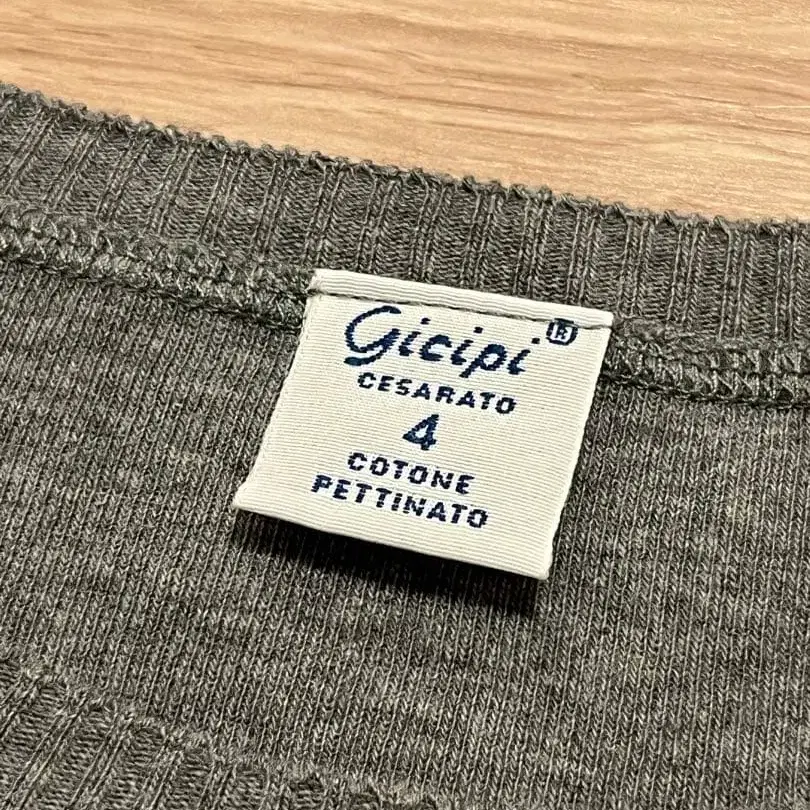 Gicipi®
CESARATO
4
COTONE
PETTINATO